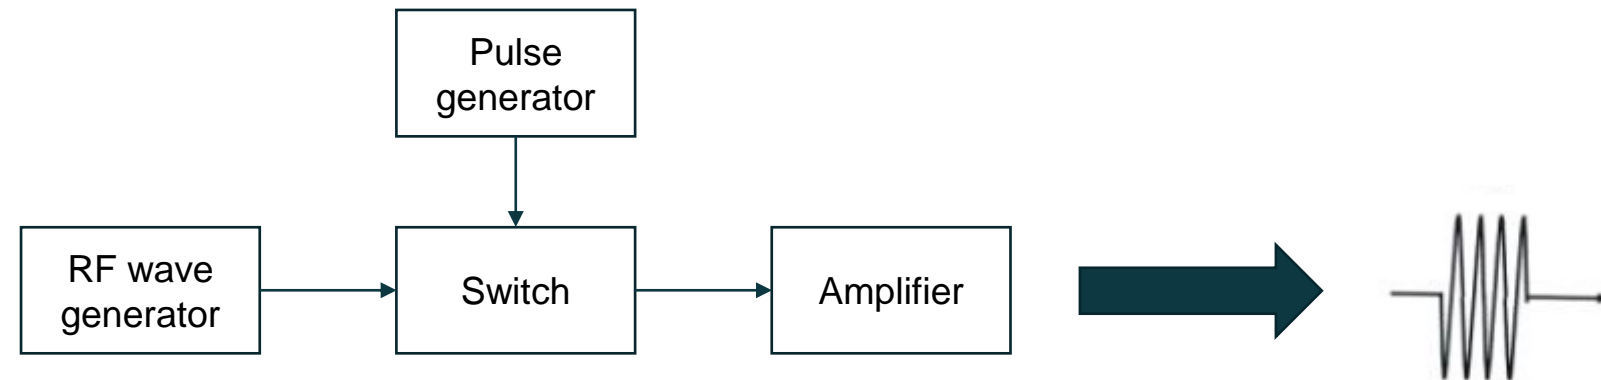 Pulse
generator
RF wave
generator
Switch
Amplifier